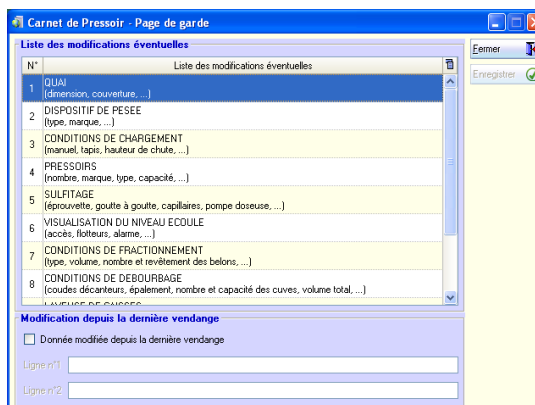 Carnet de Pressoir - Page de garde
Liste des modifications éventuelles
Fermer
N° Liste des modifications éventuelles
Enregistrer
1 QUAI
(dimension, couverture, ...)
2 DISPOSITIF DE PESEE
(type, marque, ...)
3 CONDITIONS DE CHARGEMENT
(manuel, tapis, hauteur de chute, ...)
4 PRESSOIRS
(nombre, marque, type, capacité, ...)
5 SULFITAGE
(éprouvette, goutte à goutte, capillaires, pompe doseuse, ...)
6 VISUALISATION DU NIVEAU ECOULE
(accès, flotteurs, alarme, ...)
7 CONDITIONS DE FRACTIONNEMENT
(type, volume, nombre et revêtement des belons, ...)
8 CONDITIONS DE DEBOURBAGE
(coudes décanteurs, épalement, nombre et capacité des cuves, volume total, ...)
LAVEUSE DE CAISSES
Modification depuis la dernière vendange
Donnée modifiée depuis la dernière vendange
Ligne n°1
Ligne n°2